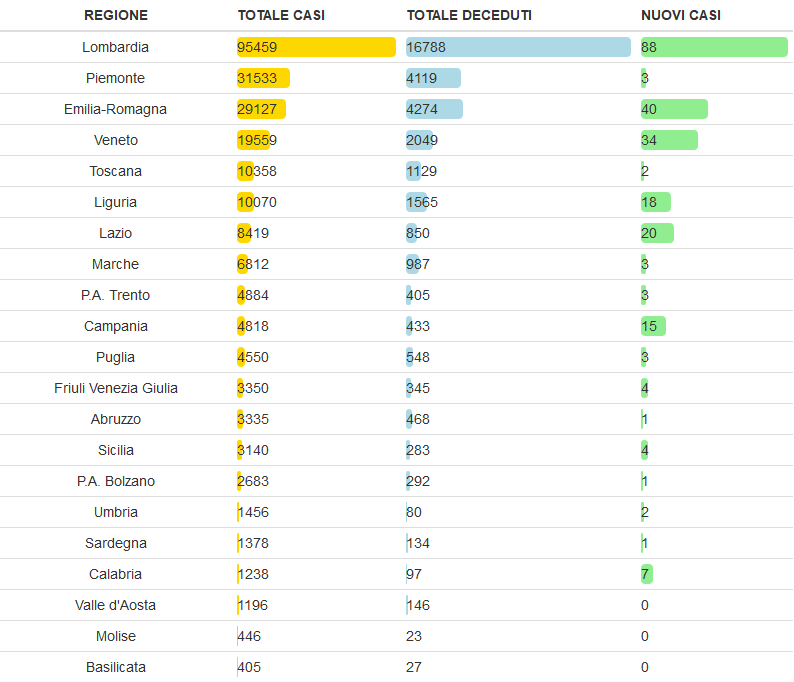 REGIONE TOTALE CASI TOTALE DECEDUTI NUOVI CASI
Lombardia 95459 16788 88
Piemonte 31533 4119 3
Emilia-Romagna 29127 4274 40
Veneto 19559 2049 34
Toscana 10358 1129 2
Liguria 10070 1565 18
Lazio 8419 850 20
Marche 6812 987 3
P.A. Trento 4884 405 3
Campania 4818 433 15
Puglia 4550 548 3
Friuli Venezia Giulia 3350 345 4
Abruzzo 3335 468 1
Sicilia 3140 283 4
P.A. Bolzano 2683 292 1
Umbria 1456 80 2
Sardegna 1378 134 1
Calabria 1238 97 7
Valle d'Aosta 1196 146 0
Molise 446 23 0
Basilicata 405 27 0